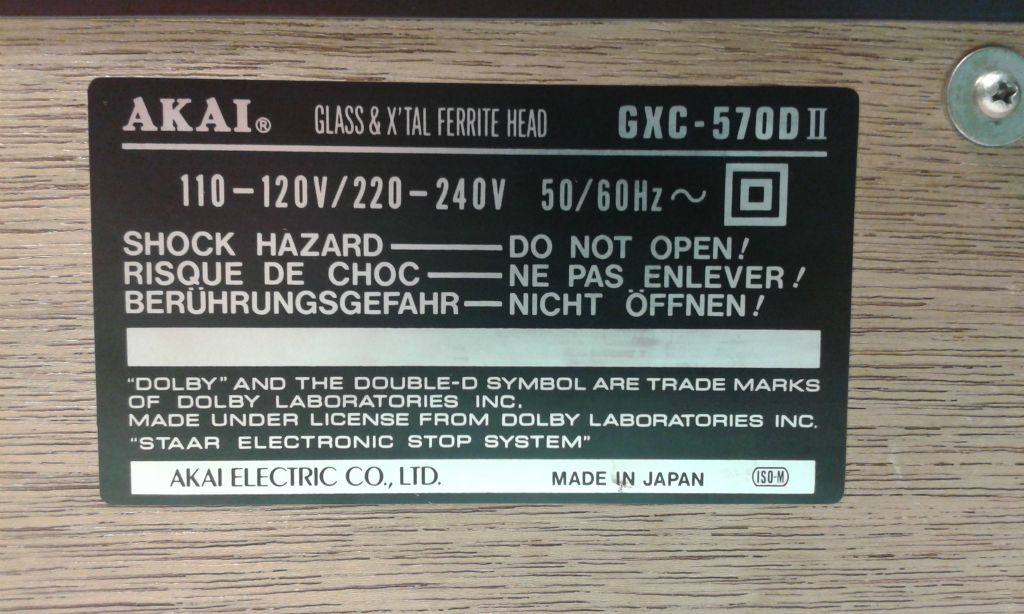 AKAI® GLASS & X'TAL FERRITE HEAD GXC-570D II
110-120V/220-240V 50/60Hz ~
SHOCK HAZARD — DO NOT OPEN!
RISQUE DE CHOC — NE PAS ENLEVER!
BERÜHRUNGSGEFAHR — NICHT ÖFFNEN!
"DOLBY" AND THE DOUBLE-D SYMBOL ARE TRADE MARKS
OF DOLBY LABORATORIES INC.
MADE UNDER LICENSE FROM DOLBY LABORATORIES INC.
"STAAR ELECTRONIC STOP SYSTEM"
AKAI ELECTRIC CO., LTD. MADE IN JAPAN ISO-M